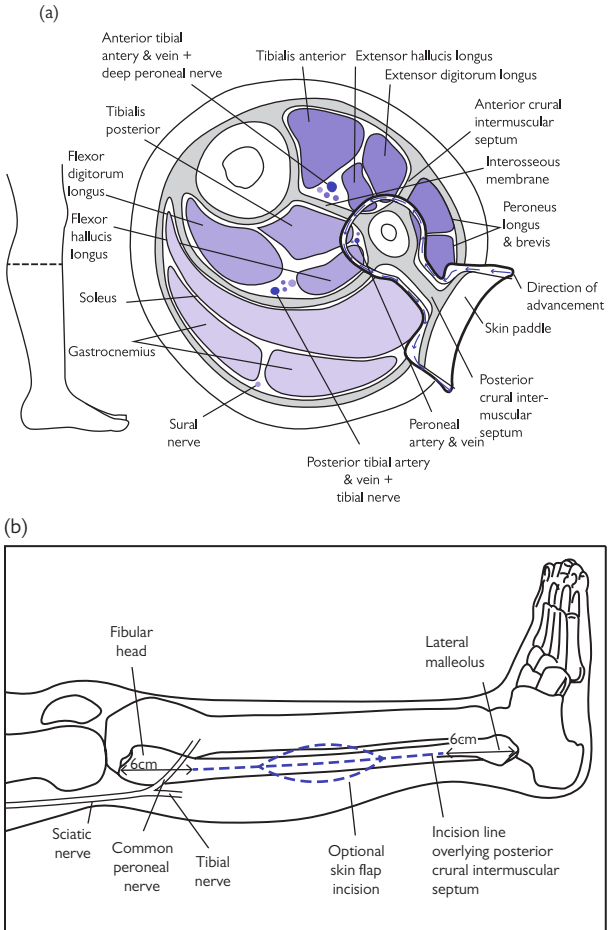 (a)
Anterior tibial
antery & vein +
deep peroneal nerve
Tibialis anterior
Extensor hallucis longus
Extensor digitorum longus
Tibialis
posterior
Anterior crural
intermuscular
septum
Flexor
digitorum
longus
Interosseous
membrane
Flexor
hallucis
longus
Peroneus
longus
& brevis
Soleus
Direction of
advancement
Skin paddle
Gastrocnemius
Sural
nerve
Posterior tibial artery
& vein +
tibial nerve
Peroneal
artery & vein
Posterior
crural inter-
muscular
septum
(b)
Fibular
head
Lateral
malleolus
6cm
6cm
Sciatic
nerve
Common
peroneal
nerve
Tibial
nerve
Optional
skin flap
incision
Incision line
overlying posterior
crural intermuscular
septum